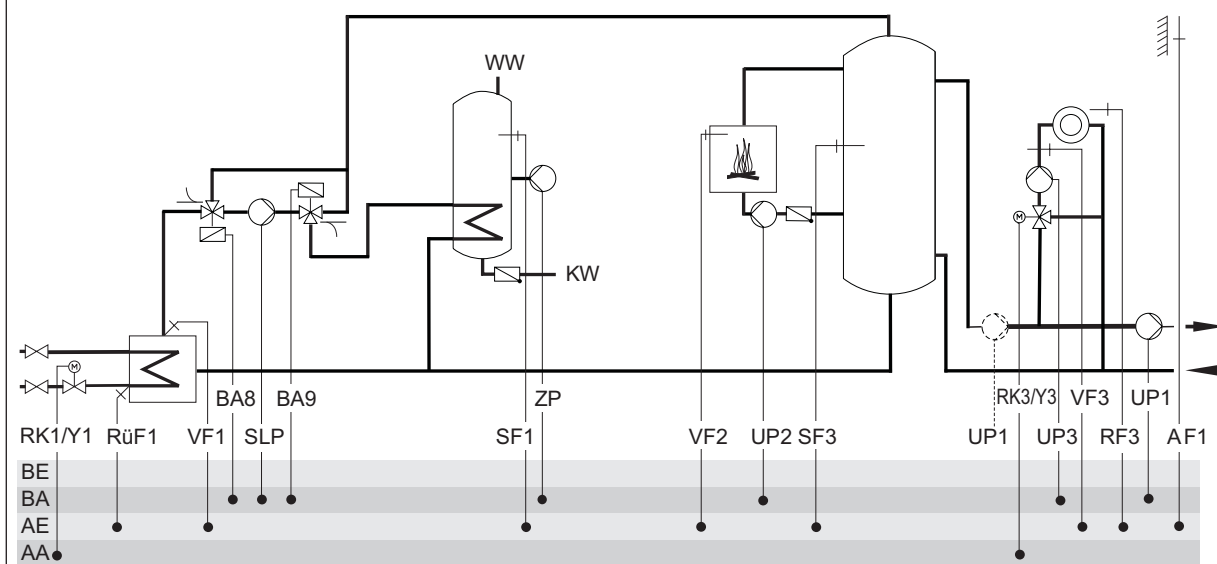 WW
KW
M
M
BA8 BA9 ZP RK3/Y3 VF3 UP1
RK1/Y1 RüF1 VF1 SLP SF1 VF2 UP2 SF3 UP1 UP3 RF3 AF1
BE
BA
AE
AA